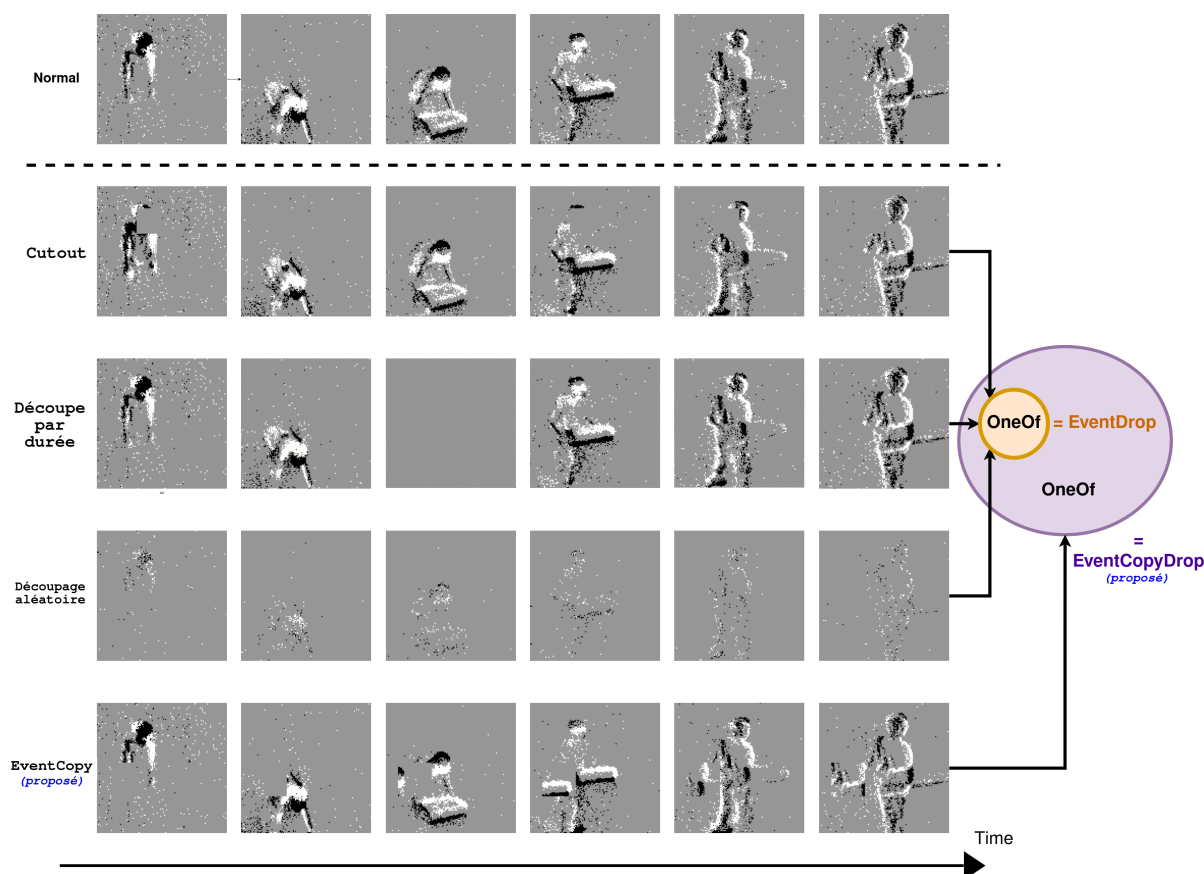 Normal
Cutout
Découpe
par
durée
OneOf = EventDrop
OneOf
=
EventCopyDrop
(proposé)
Découpage
aléatoire
EventCopy
(proposé)
Time